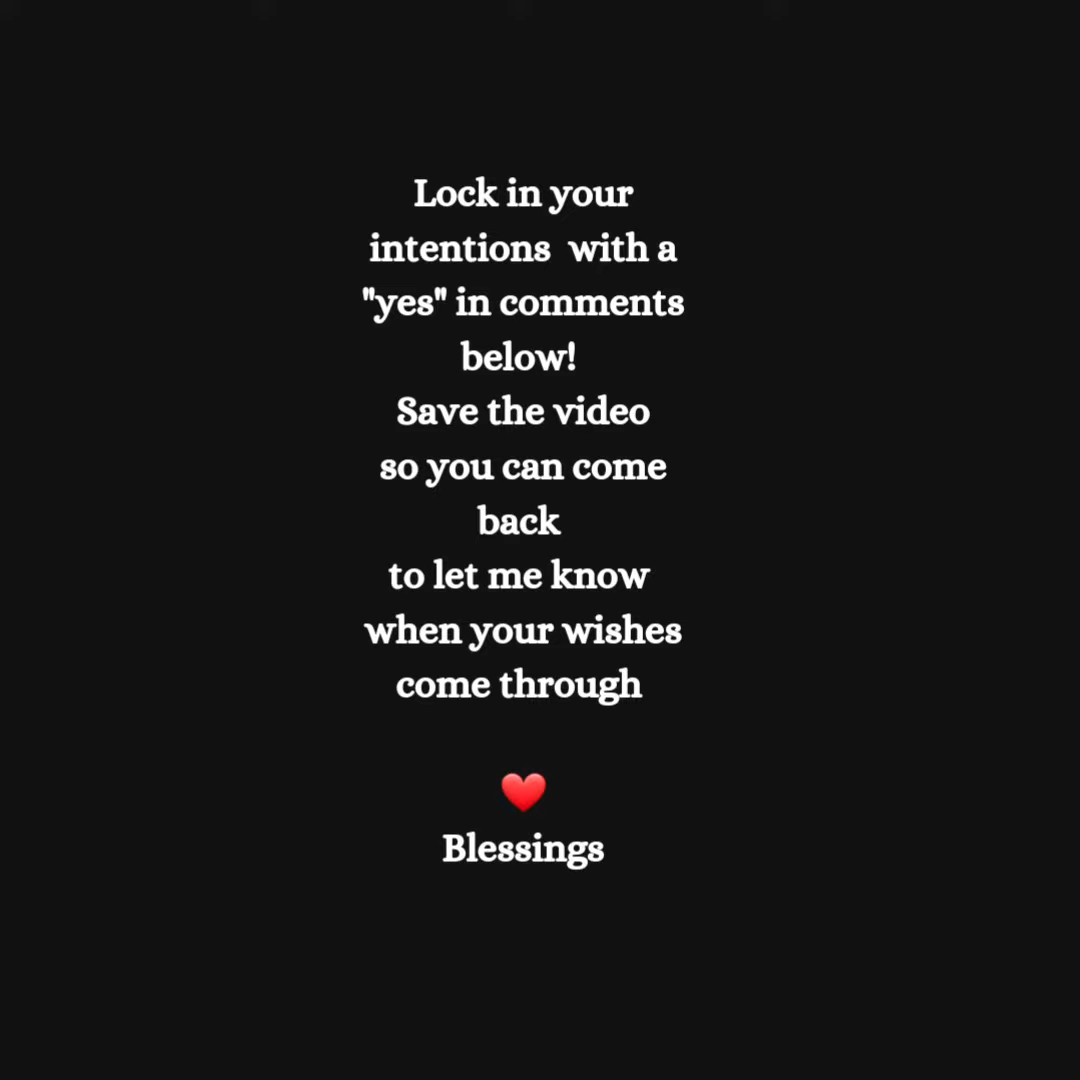 Lock in your
intentions  with a
"yes" in comments
below!
Save the video
so you can come
back
to let me know
when your wishes
come through
❤️
Blessings